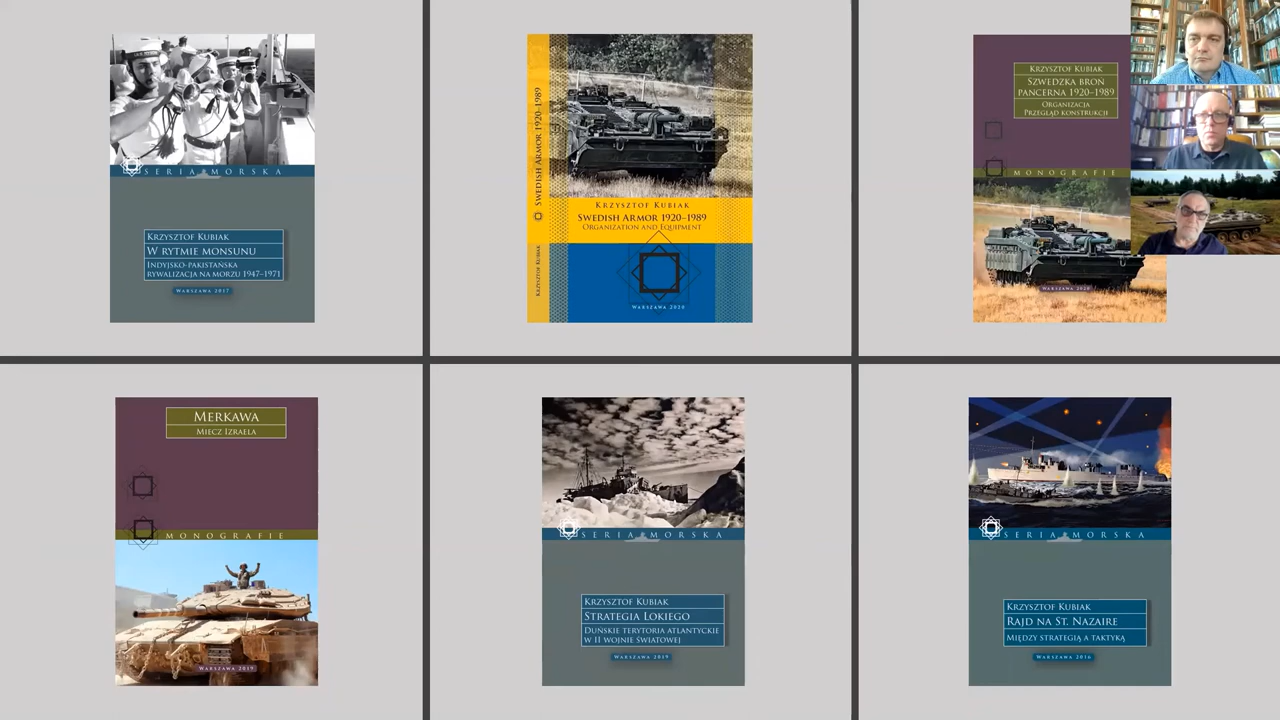 SERIA MORSKA
KRZYSZTOF KUBIAK
W RYTMIE MONSUNU
INDYJSKO-PAKISTAŃSKA
RYWALIZACJA NA MORZU 1947–1971
WARSZAWA 2017
SWEDISH ARMOR 1920–1989
KRZYSZTOF KUBIAK
KRZYSZTOF KUBIAK
SWEDISH ARMOR 1920–1989
ORGANIZATION AND EQUIPMENT
WARSZAWA 2020
KRZYSZTOF KUBIAK
SZWEDZKA BROŃ
PANCERNA 1920–1989
ORGANIZACJA
PRZEGLĄD KONSTRUKCJI
MONOGRAFIE
WARSZAWA 2020
MERKAWA
MIECZ IZRAELA
MONOGRAFIE
WARSZAWA 2019
SERIA MORSKA
KRZYSZTOF KUBIAK
STRATEGIA LOKIEGO
DUŃSKIE TERYTORIA ATLANTYCKIE
W II WOJNIE ŚWIATOWEJ
WARSZAWA 2019
SERIA MORSKA
KRZYSZTOF KUBIAK
RAJD NA ST. NAZAIRE
MIĘDZY STRATEGIĄ A TAKTYKĄ
WARSZAWA 2016